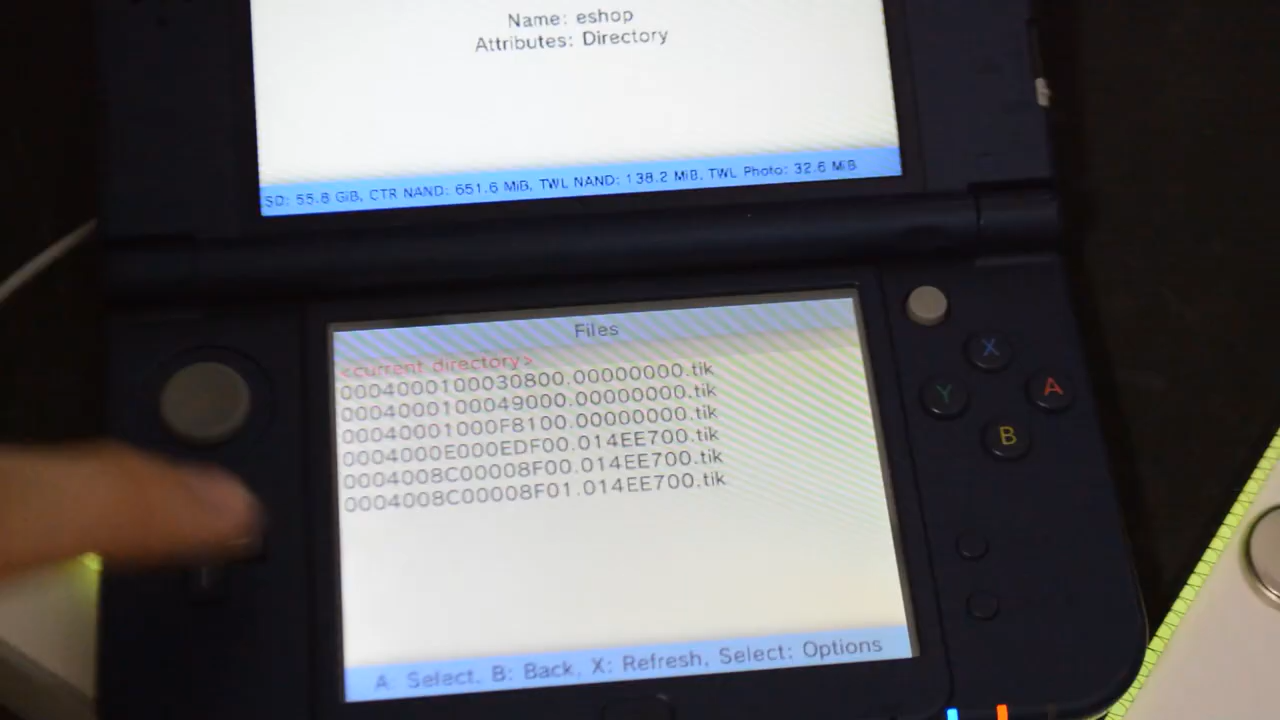 Name: eshop
Attributes: Directory
SD: 55.8 GiB, CTR NAND: 651.6 MiB, TWL NAND: 138.2 MiB, TWL Photo: 32.6 MiB
Files
<current directory>
0004000100030800.00000000.tik
0004000100049000.00000000.tik
00040001000F8100.00000000.tik
0004000E000EDF00.014EE700.tik
0004008C00008F00.014EE700.tik
0004008C00008F01.014EE700.tik
A: Select, B: Back, X: Refresh, Select: Options
X
Y
A
B